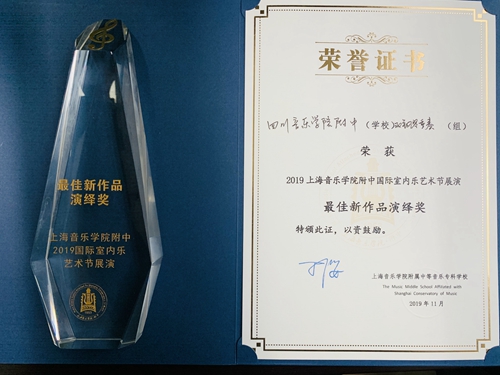 最佳新作品
演绎奖
上海音乐学院附中
2019国际室内乐
艺术节展演
荣誉证书
四川音乐学院附中（学校）（组）
荣获
2019上海音乐学院附中国际室内乐艺术节展演
最佳新作品演绎奖
特颁此证，以资鼓励。
上海音乐学院附属中等音乐专科学校
The Music Middle School Affiliated with
Shanghai Conservatory of Music
2019年11月